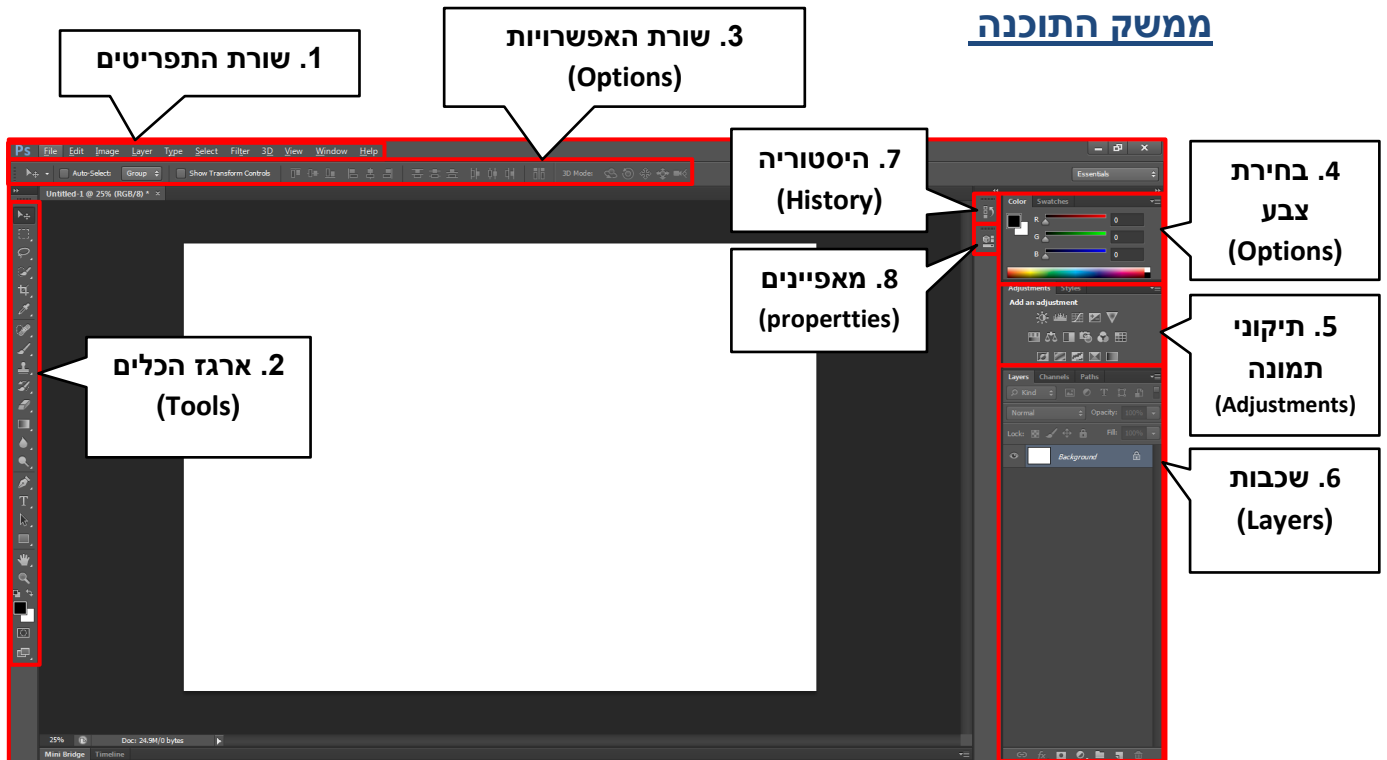 ממשק התוכנה
3. שורת האפשרויות
(Options)
1. שורת התפריטים
Ps File Edit Image Layer Type Select Filter 3D View Window Help
Auto-Select: Group Show Transform Controls 3D Mode: Essentials
Untitled-1 @ 25% (RGB/8) * ×
7. היסטוריה
(History)
8. מאפיינים
(propertties)
4. בחירת
צבע
(Options)
Color Swatches
R 0
G 0
B 0
Adjustments Styles
Add an adjustment
5. תיקוני
תמונה
(Adjustments)
2. ארגז הכלים
(Tools)
Layers Channels Paths
Kind
Normal Opacity: 100%
Lock: Fill: 100%
Background
6. שכבות
(Layers)
25% Doc: 24.9M/0 bytes
Mini Bridge Timeline